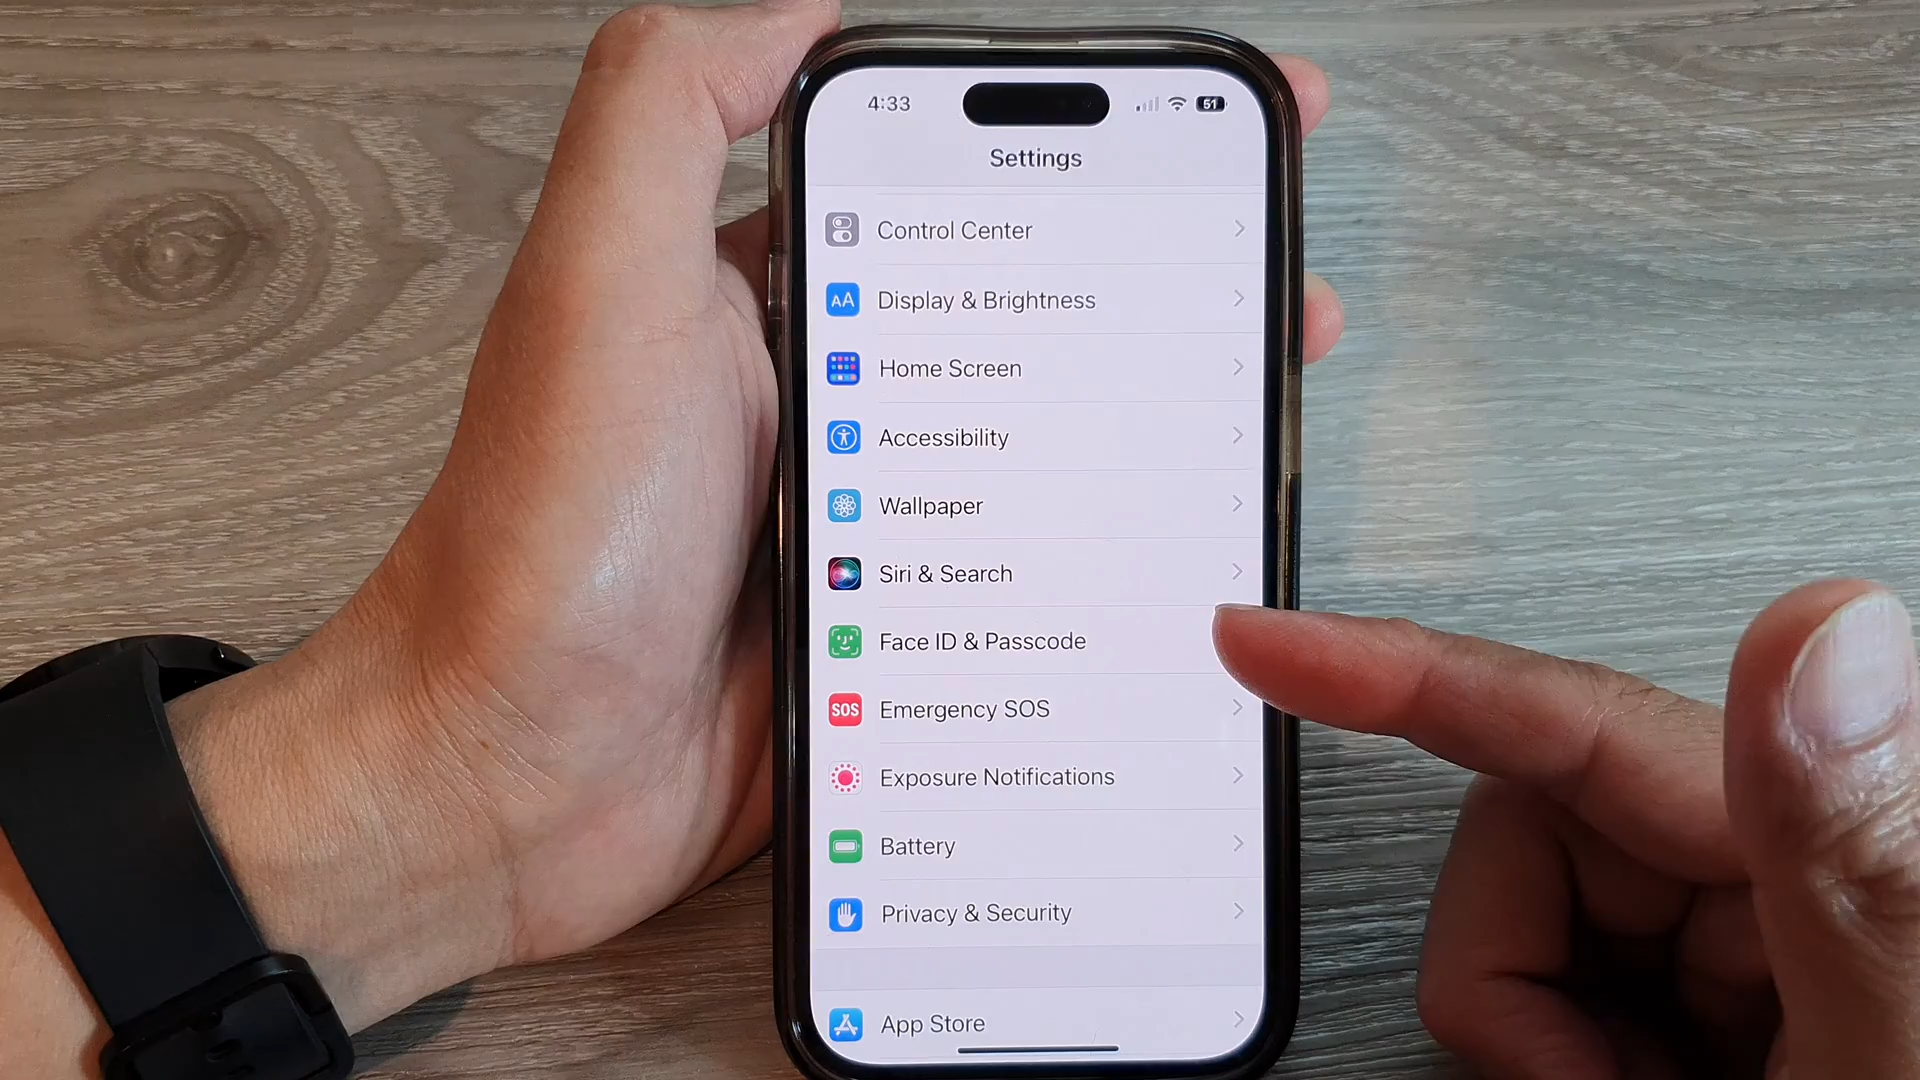 4:33
51
Settings
Control Center
AA
Display & Brightness
Home Screen
Accessibility
Wallpaper
Siri & Search
Face ID & Passcode
SOS
Emergency SOS
Exposure Notifications
Battery
Privacy & Security
App Store